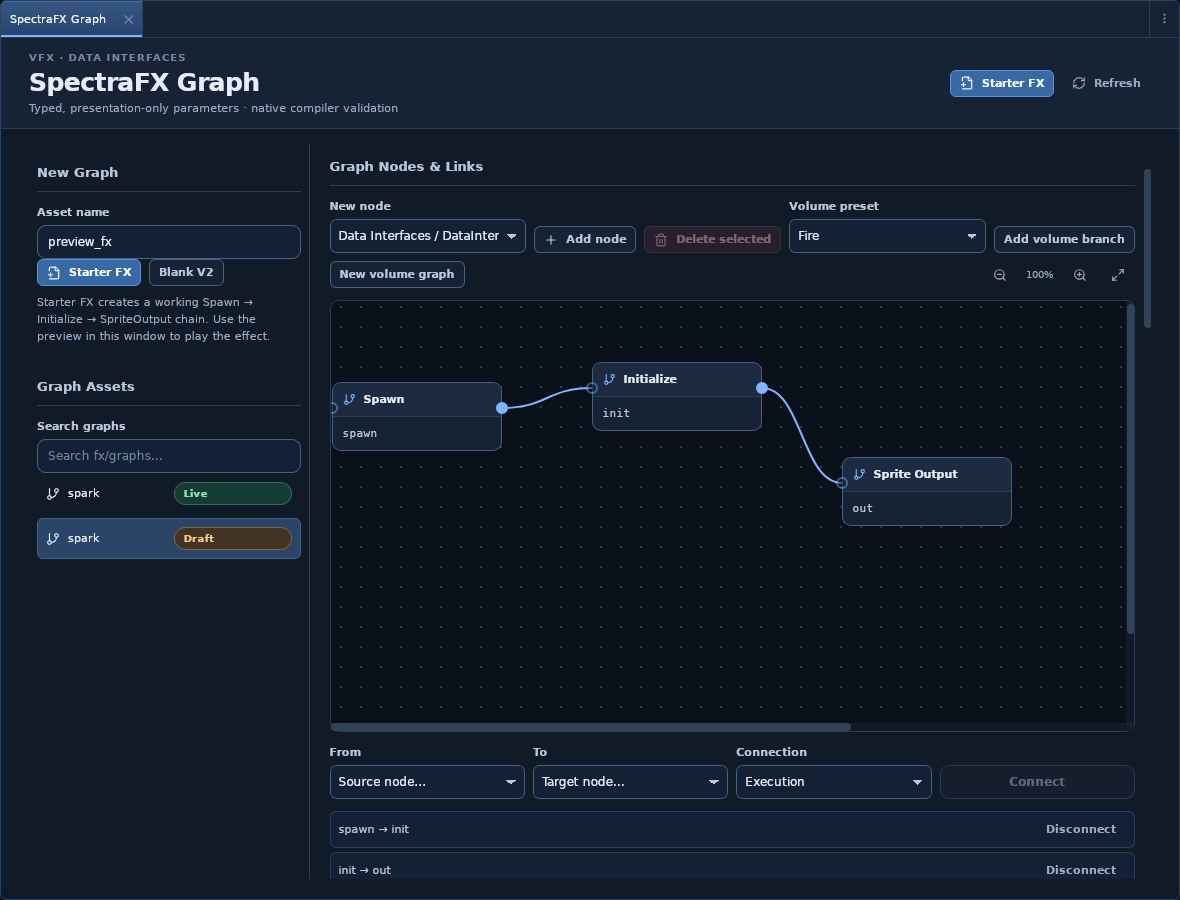 SpectraFX Graph
VFX · DATA INTERFACES
SpectraFX Graph
Typed, presentation-only parameters · native compiler validation
Starter FX
Refresh
New Graph
Asset name
preview_fx
Starter FX
Blank V2
Starter FX creates a working Spawn →
Initialize → SpriteOutput chain. Use the
preview in this window to play the effect.
Graph Assets
Search graphs
Search fx/graphs...
spark
Live
spark
Draft
Graph Nodes & Links
New node
Data Interfaces / DataInter
Add node
Delete selected
Volume preset
Fire
Add volume branch
New volume graph
100%
Spawn
spawn
Initialize
init
Sprite Output
out
From
Source node...
To
Target node...
Connection
Execution
Connect
spawn → init
Disconnect
init → out
Disconnect